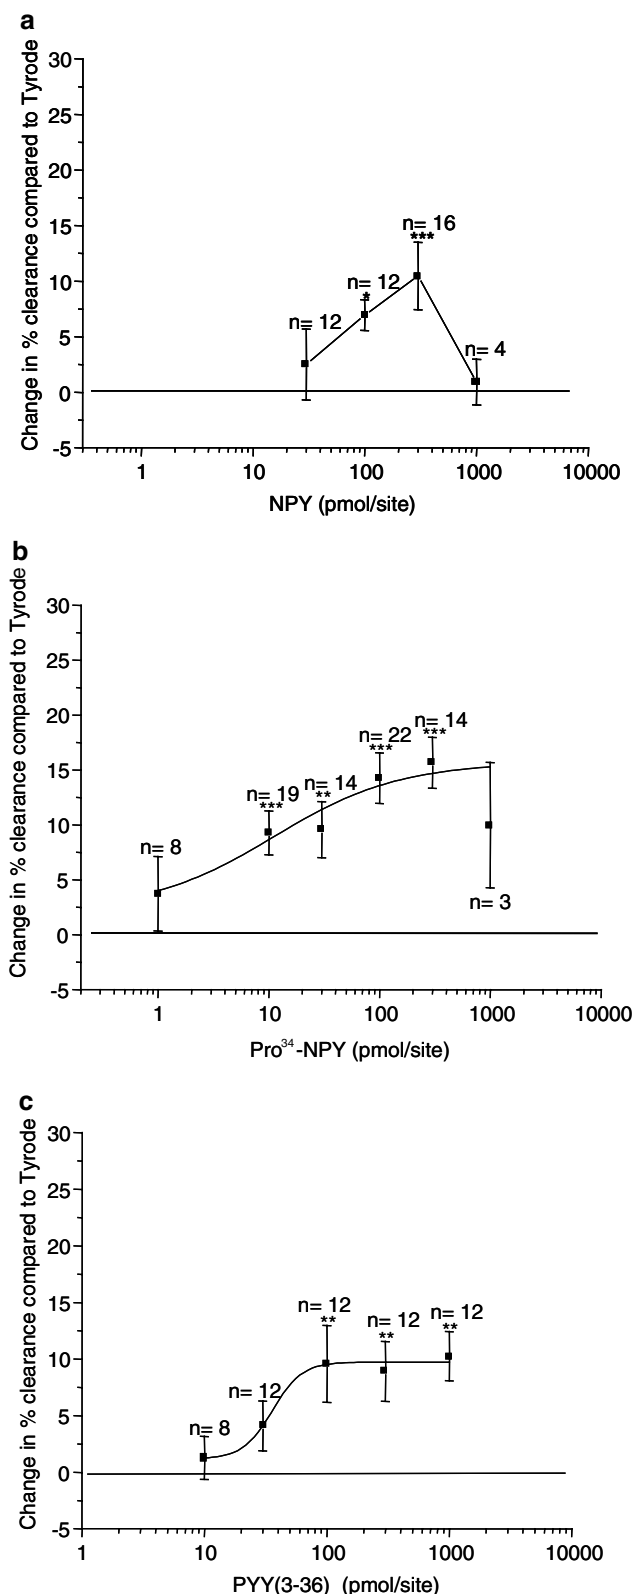 a
Change in % clearance compared to Tyrode
30
25
20
15
10
5
0
-5
n= 12
n= 12
*
n= 16
***
n= 4
1 10 100 1000 10000
NPY (pmol/site)
b
Change in % clearance compared to Tyrode
30
25
20
15
10
5
0
-5
n= 8
n= 19
***
n= 14
**
n= 22
***
n= 14
***
n= 3
1 10 100 1000 10000
Pro³⁴-NPY (pmol/site)
c
Change in % clearance compared to Tyrode
30
25
20
15
10
5
0
-5
n= 8
n= 12
n= 12
**
n= 12
**
n= 12
**
1 10 100 1000 10000
PYY(3-36) (pmol/site)